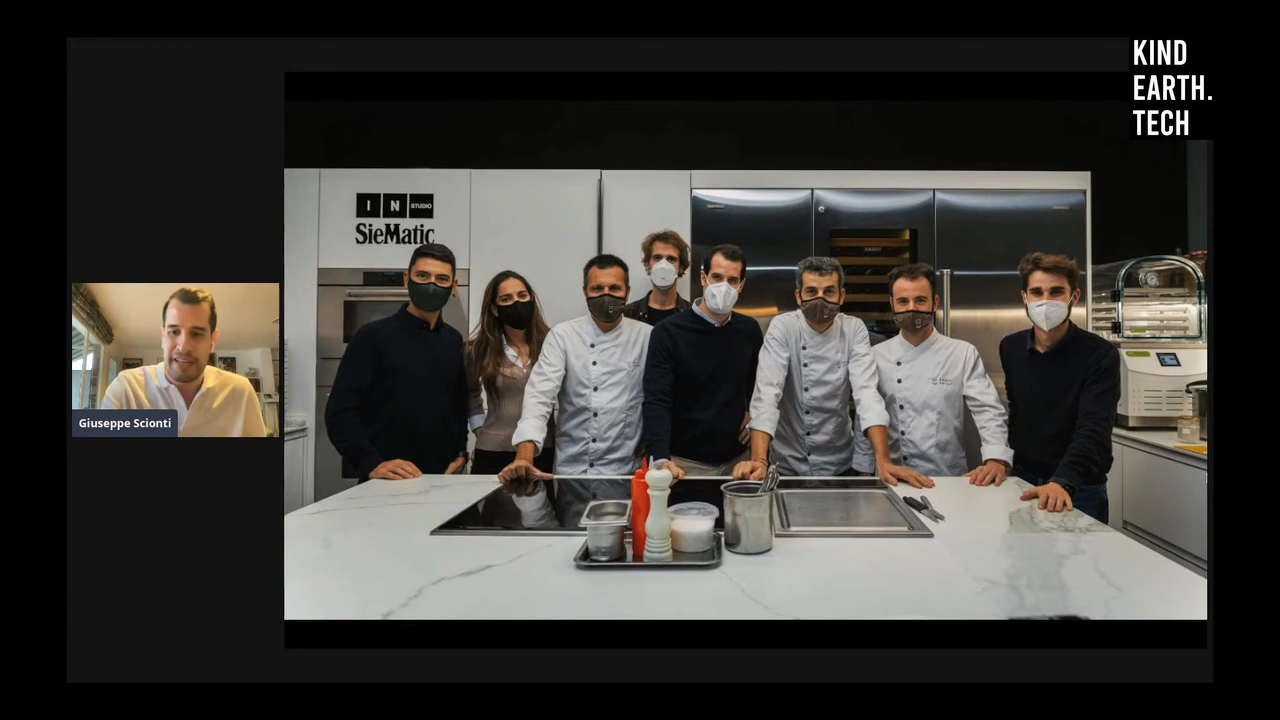 KIND
EARTH.
TECH
IN STUDIO
SieMatic
Giuseppe Scionti